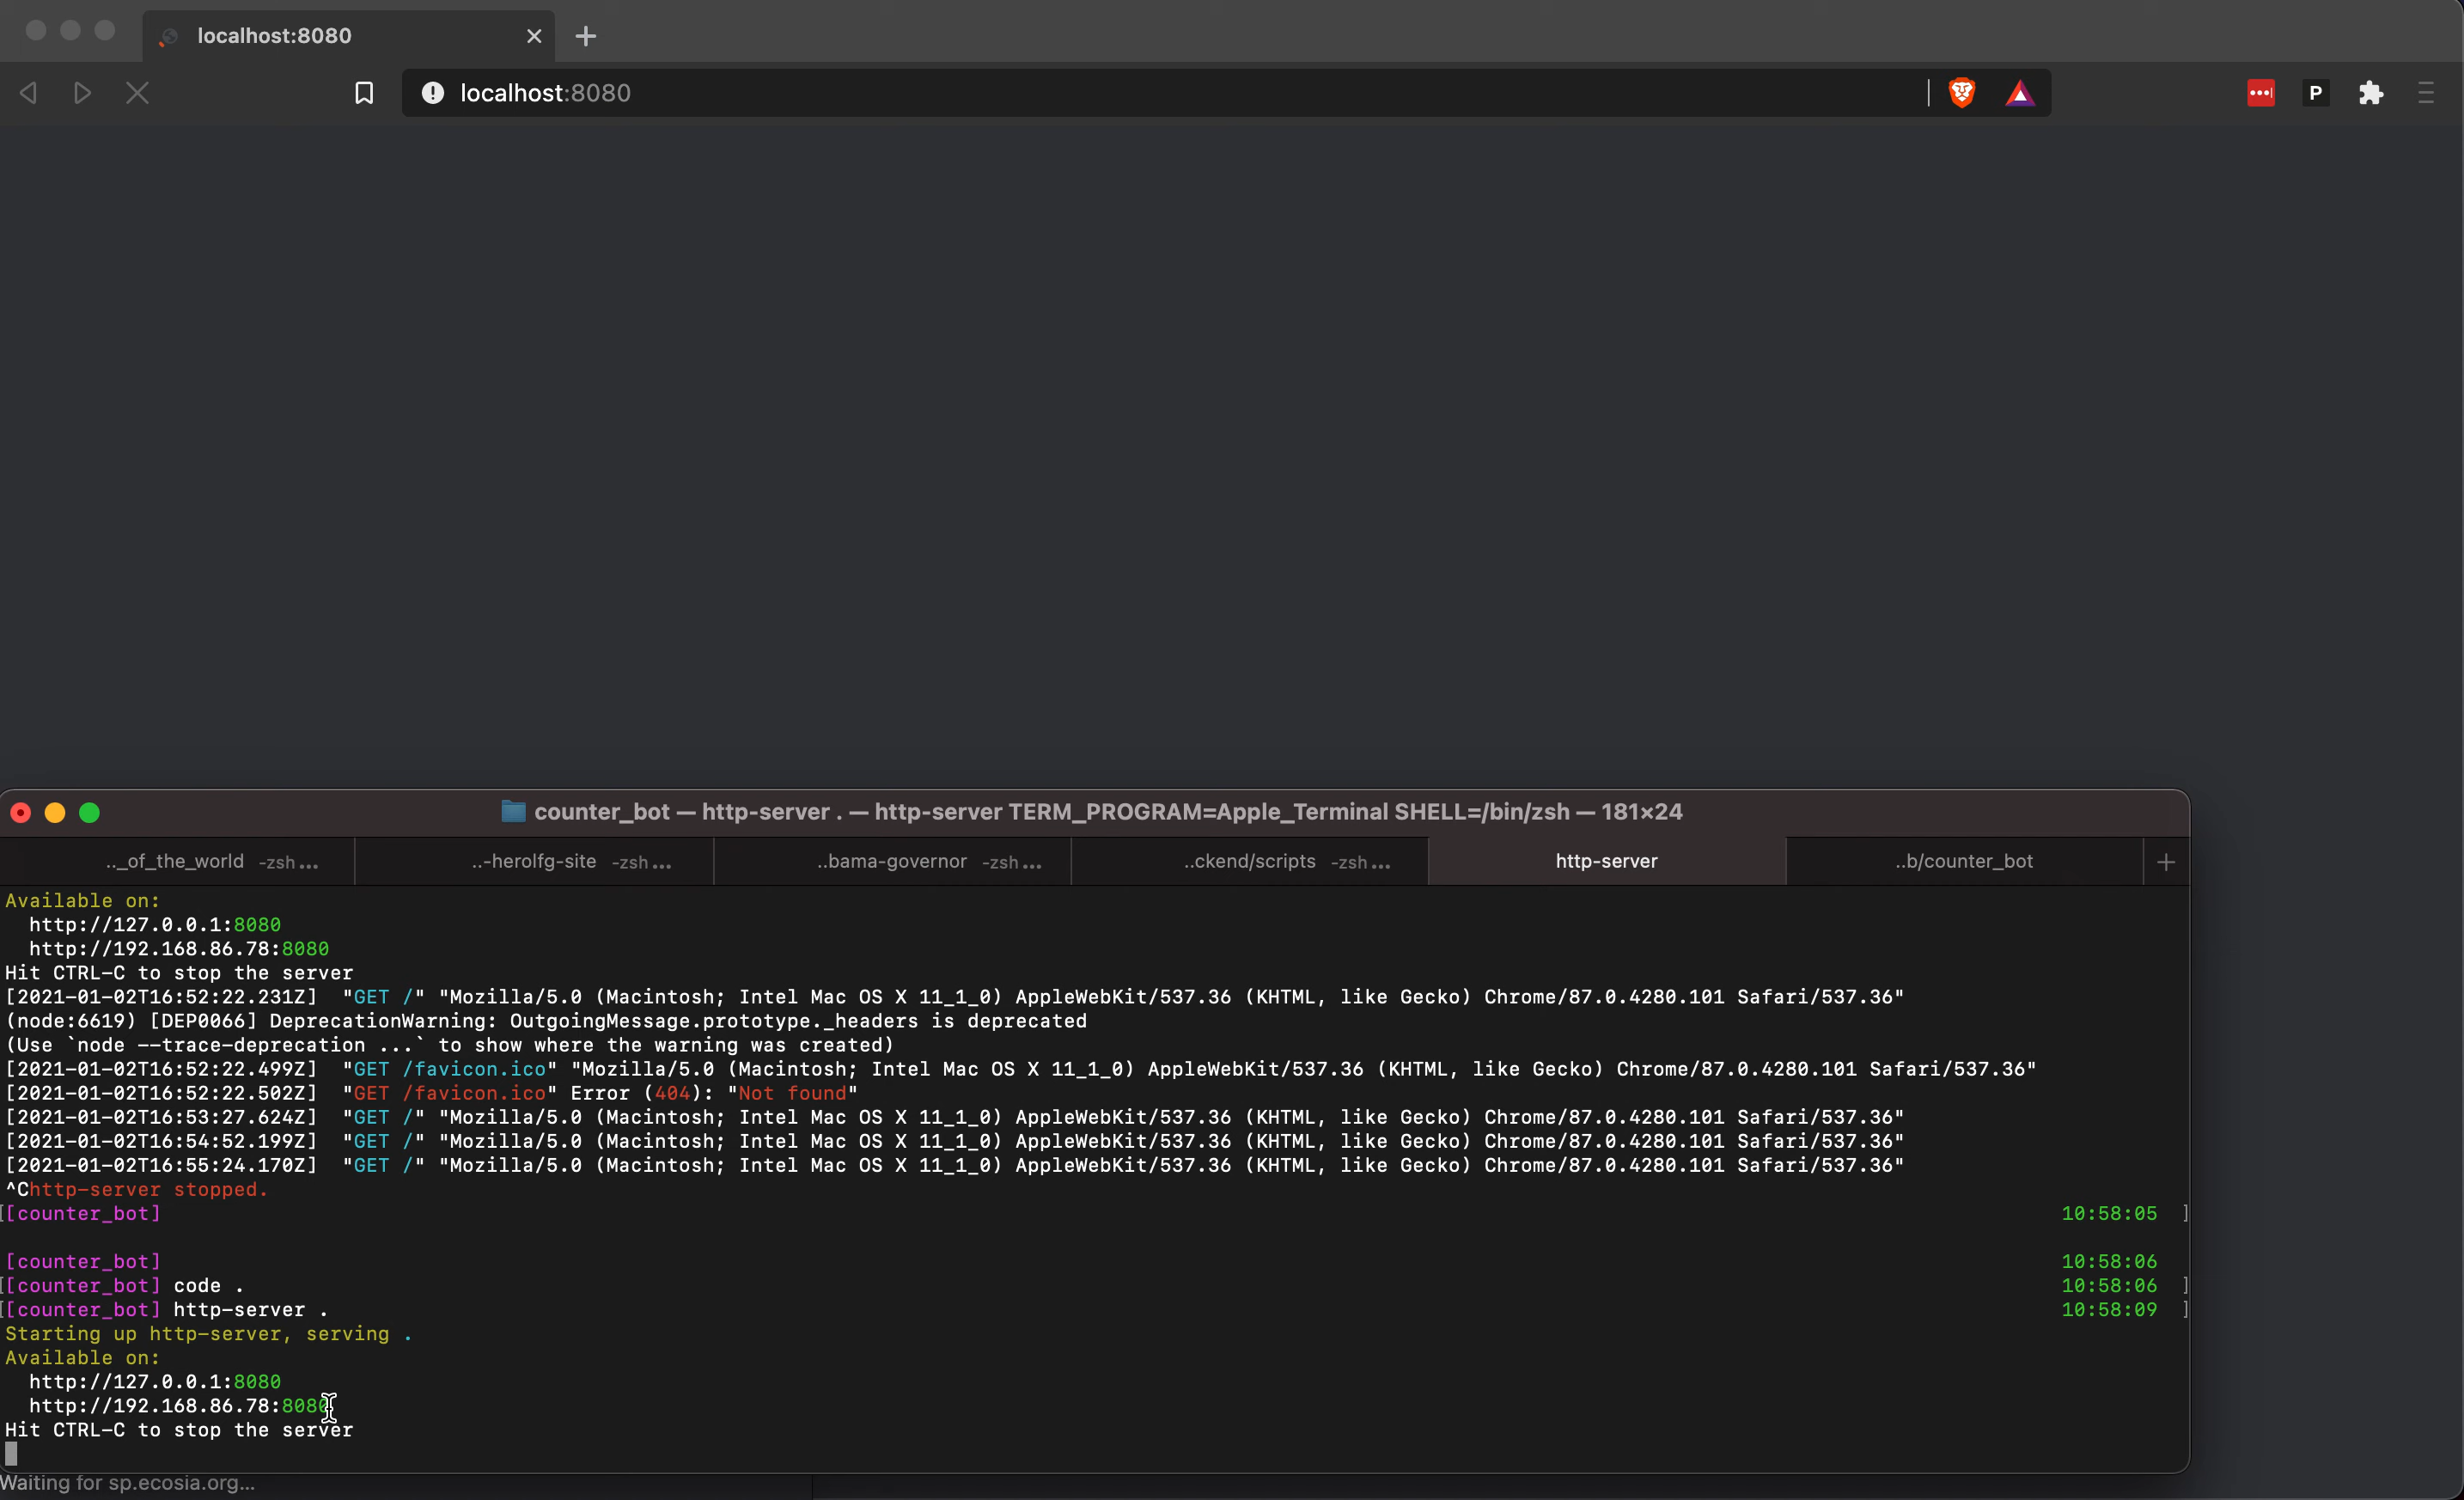 localhost:8080
localhost:8080
P
counter_bot — http-server . — http-server TERM_PROGRAM=Apple_Terminal SHELL=/bin/zsh — 181×24
.._of_the_world -zsh ...
..-herolfg-site -zsh ...
..bama-governor -zsh ...
..ckend/scripts -zsh ...
http-server
..b/counter_bot
Available on:
http://127.0.0.1:8080
http://192.168.86.78:8080
Hit CTRL-C to stop the server
[2021-01-02T16:52:22.231Z] "GET /" "Mozilla/5.0 (Macintosh; Intel Mac OS X 11_1_0) AppleWebKit/537.36 (KHTML, like Gecko) Chrome/87.0.4280.101 Safari/537.36"
(node:6619) [DEP0066] DeprecationWarning: OutgoingMessage.prototype._headers is deprecated
(Use `node --trace-deprecation ...` to show where the warning was created)
[2021-01-02T16:52:22.499Z] "GET /favicon.ico" "Mozilla/5.0 (Macintosh; Intel Mac OS X 11_1_0) AppleWebKit/537.36 (KHTML, like Gecko) Chrome/87.0.4280.101 Safari/537.36"
[2021-01-02T16:52:22.502Z] "GET /favicon.ico" Error (404): "Not found"
[2021-01-02T16:53:27.624Z] "GET /" "Mozilla/5.0 (Macintosh; Intel Mac OS X 11_1_0) AppleWebKit/537.36 (KHTML, like Gecko) Chrome/87.0.4280.101 Safari/537.36"
[2021-01-02T16:54:52.199Z] "GET /" "Mozilla/5.0 (Macintosh; Intel Mac OS X 11_1_0) AppleWebKit/537.36 (KHTML, like Gecko) Chrome/87.0.4280.101 Safari/537.36"
[2021-01-02T16:55:24.170Z] "GET /" "Mozilla/5.0 (Macintosh; Intel Mac OS X 11_1_0) AppleWebKit/537.36 (KHTML, like Gecko) Chrome/87.0.4280.101 Safari/537.36"
^Chttp-server stopped.
[[counter_bot] 10:58:05 ]
[counter_bot] 10:58:06
[[counter_bot] code . 10:58:06 ]
[[counter_bot] http-server . 10:58:09 ]
Starting up http-server, serving .
Available on:
http://127.0.0.1:8080
http://192.168.86.78:8080
Hit CTRL-C to stop the server
Waiting for sp.ecosia.org...